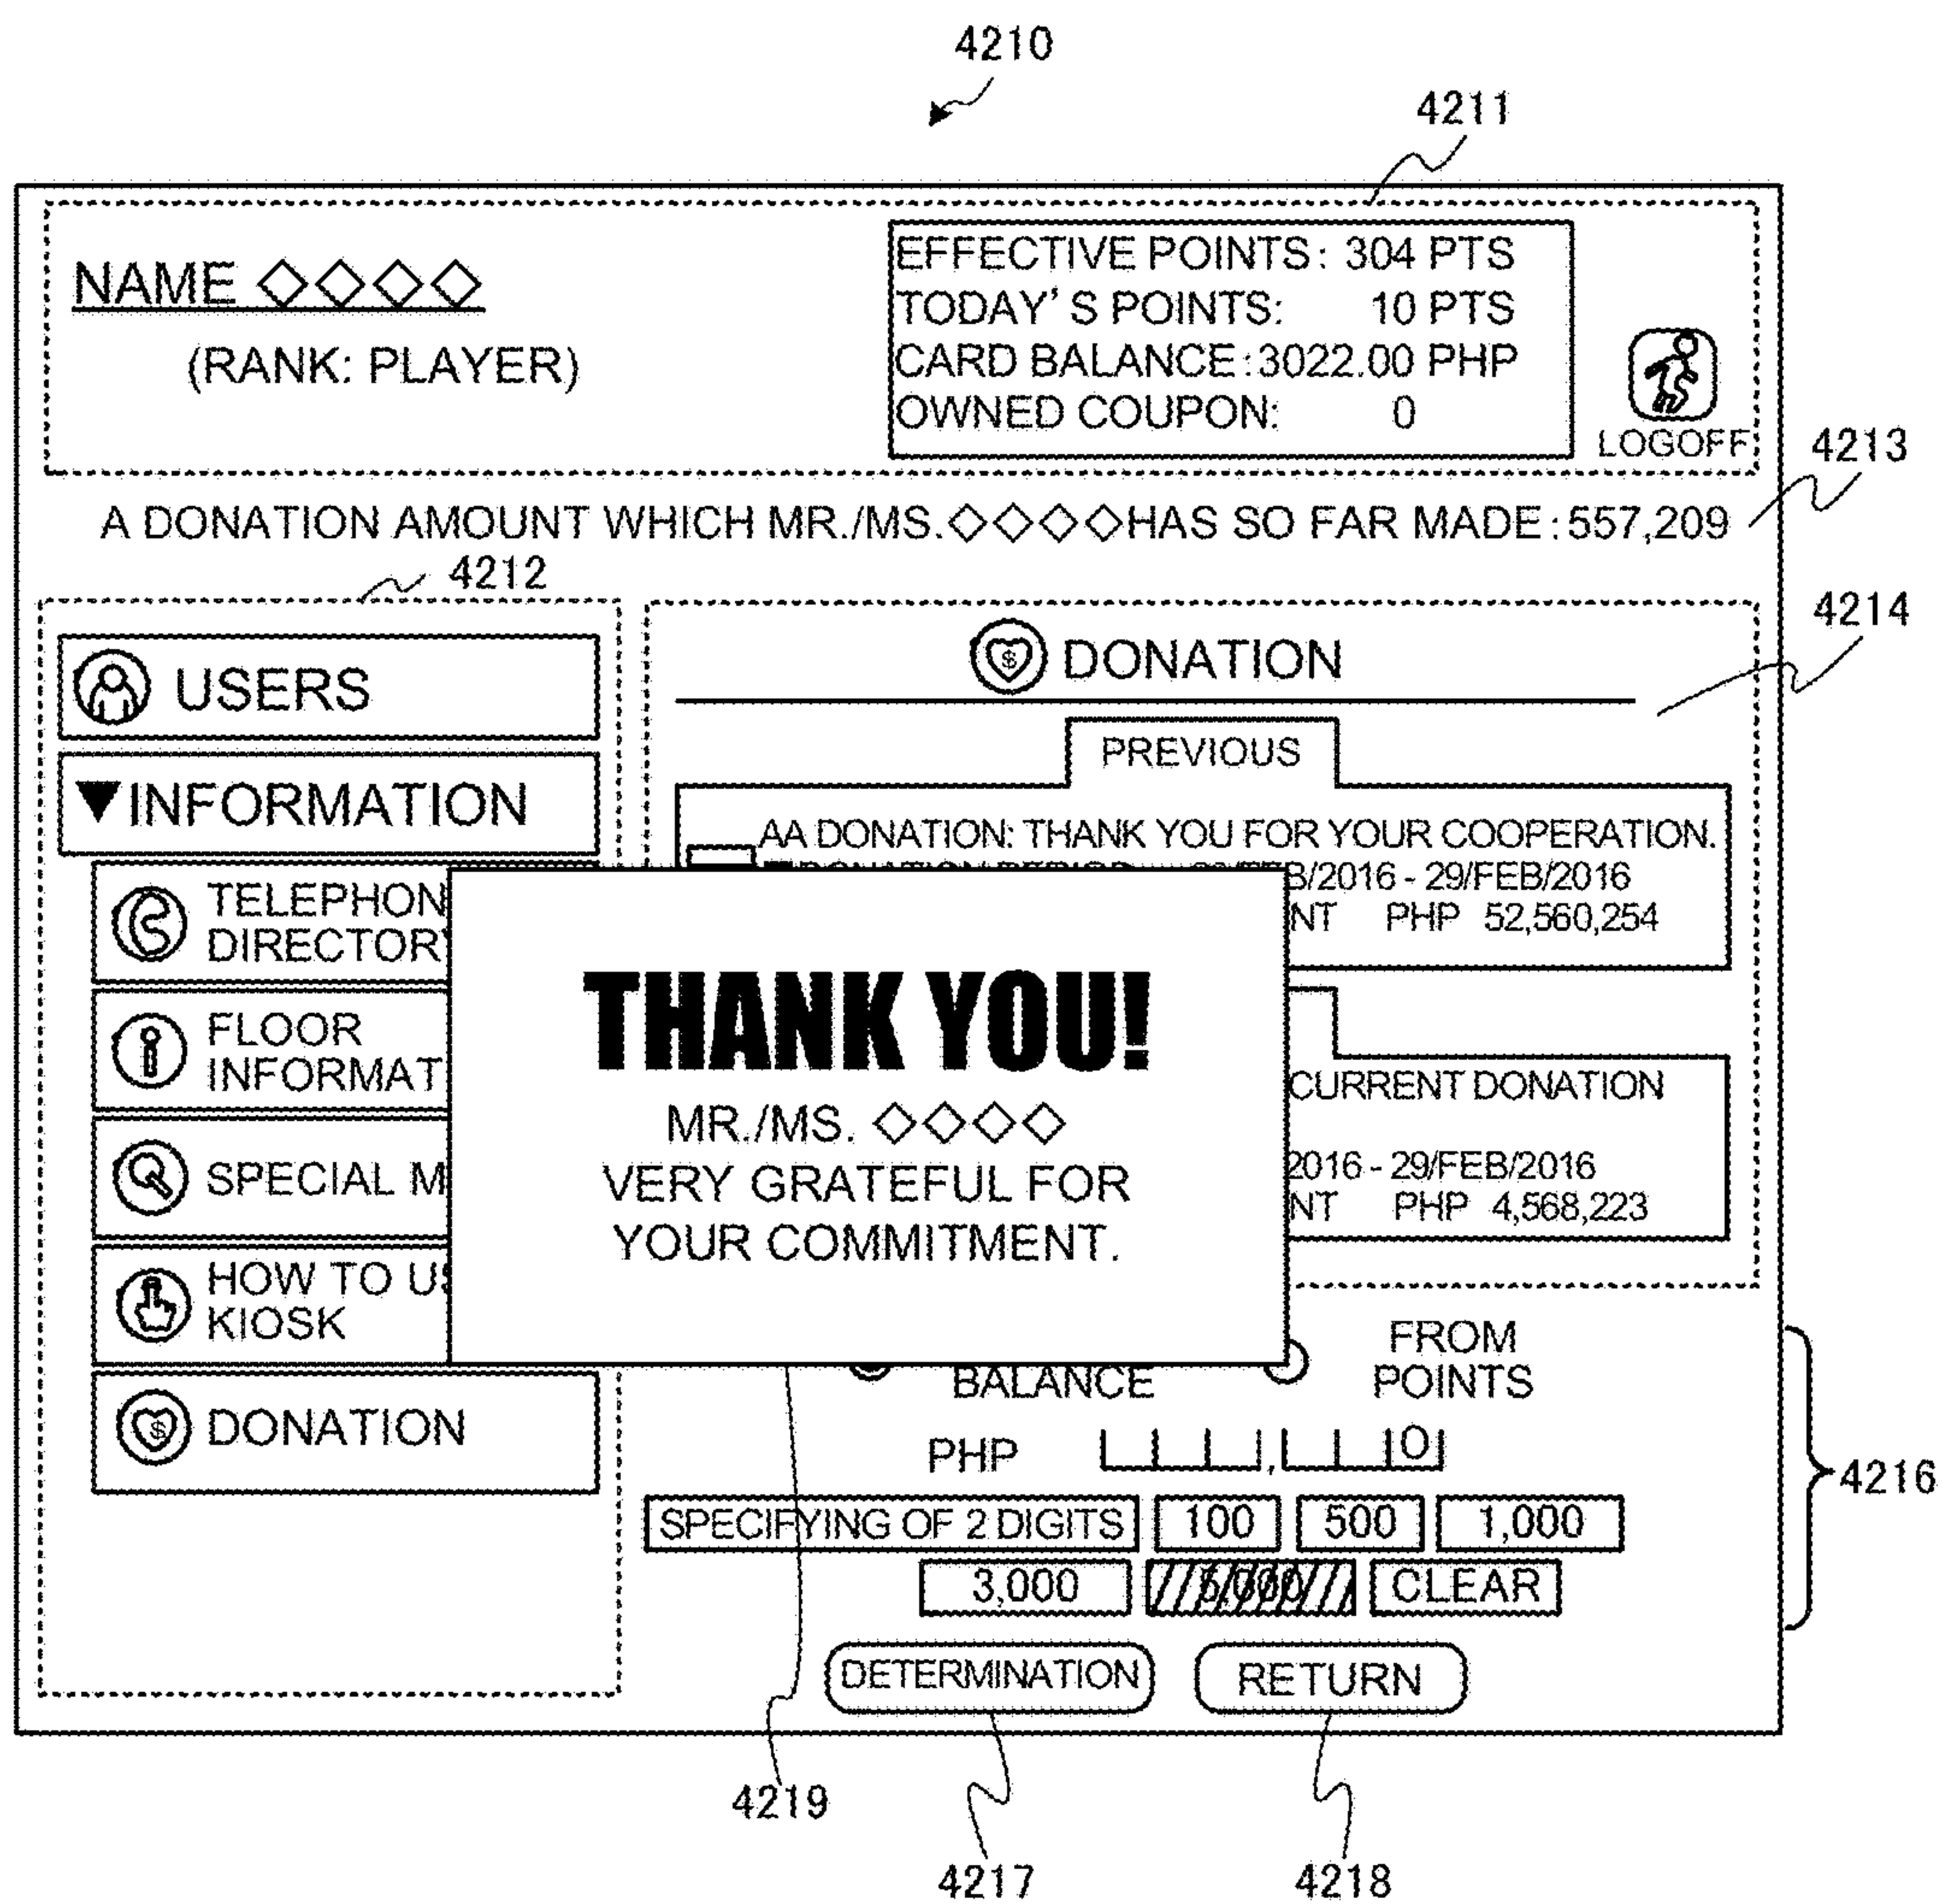 4210
4211
NAME ◇◇◇◇
(RANK: PLAYER)
EFFECTIVE POINTS: 304 PTS
TODAY'S POINTS: 10 PTS
CARD BALANCE: 3022.00 PHP
OWNED COUPON: 0
LOGOFF
4213
A DONATION AMOUNT WHICH MR./MS.◇◇◇◇HAS SO FAR MADE: 557,209
4212
4214
USERS
▼INFORMATION
TELEPHON
DIRECTOR
FLOOR
INFORMAT
SPECIAL M
HOW TO U
KIOSK
DONATION
DONATION
PREVIOUS
AA DONATION: THANK YOU FOR YOUR COOPERATION.
B/2016 - 29/FEB/2016
NT PHP 52,560,254
CURRENT DONATION
2016 - 29/FEB/2016
NT PHP 4,568,223
THANK YOU!
MR./MS. ◇◇◇◇
VERY GRATEFUL FOR
YOUR COMMITMENT.
BALANCE
FROM
POINTS
PHP , 0
4216
SPECIFYING OF 2 DIGITS 100 500 1,000
3,000 CLEAR
DETERMINATION RETURN
4219
4217
4218